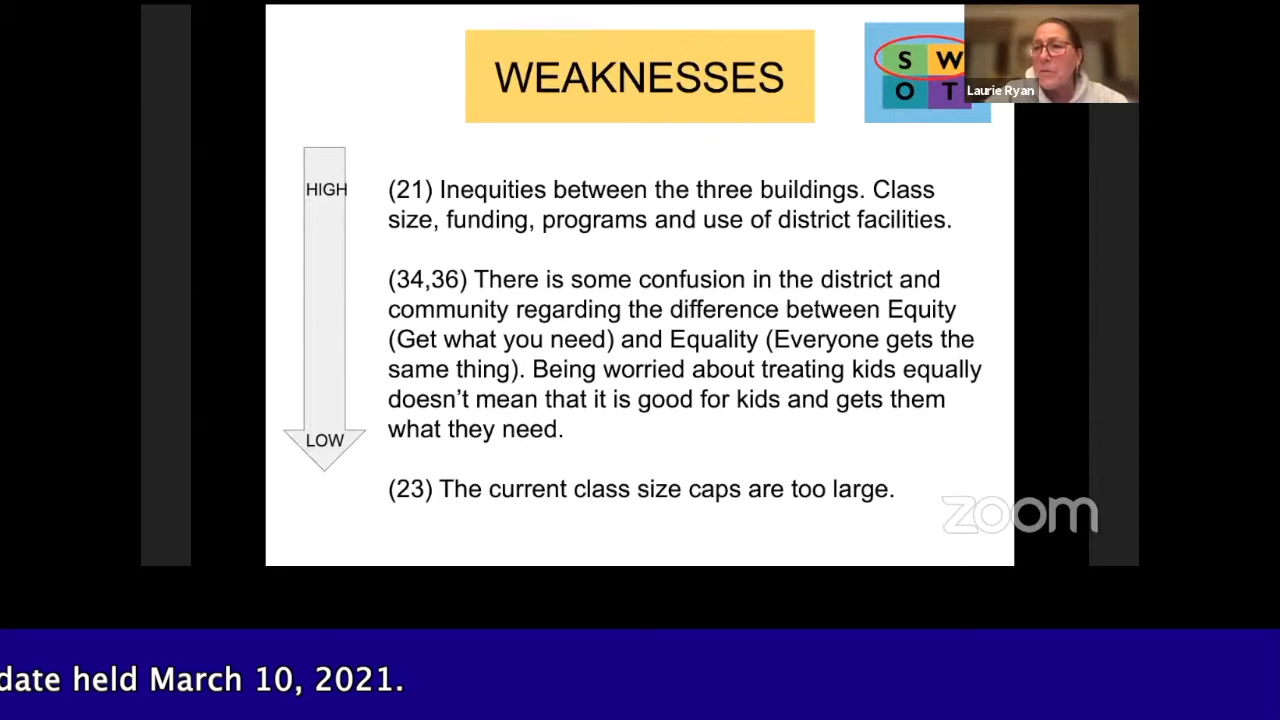 WEAKNESSES
S W
O T
Laurie Ryan
HIGH
LOW
(21) Inequities between the three buildings. Class
size, funding, programs and use of district facilities.
(34,36) There is some confusion in the district and
community regarding the difference between Equity
(Get what you need) and Equality (Everyone gets the
same thing). Being worried about treating kids equally
doesn’t mean that it is good for kids and gets them
what they need.
(23) The current class size caps are too large.
zoom
date held March 10, 2021.